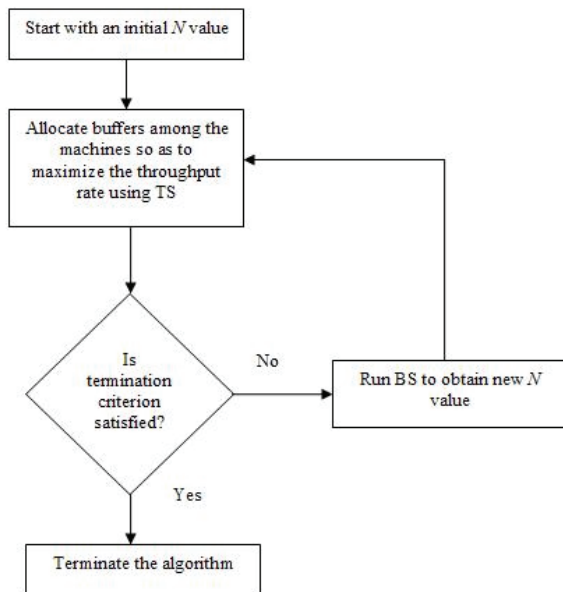 Start with an initial N value
Allocate buffers among the
machines so as to
maximize the throughput
rate using TS
Is
termination
criterion
satisfied?
No
Run BS to obtain new N
value
Yes
Terminate the algorithm